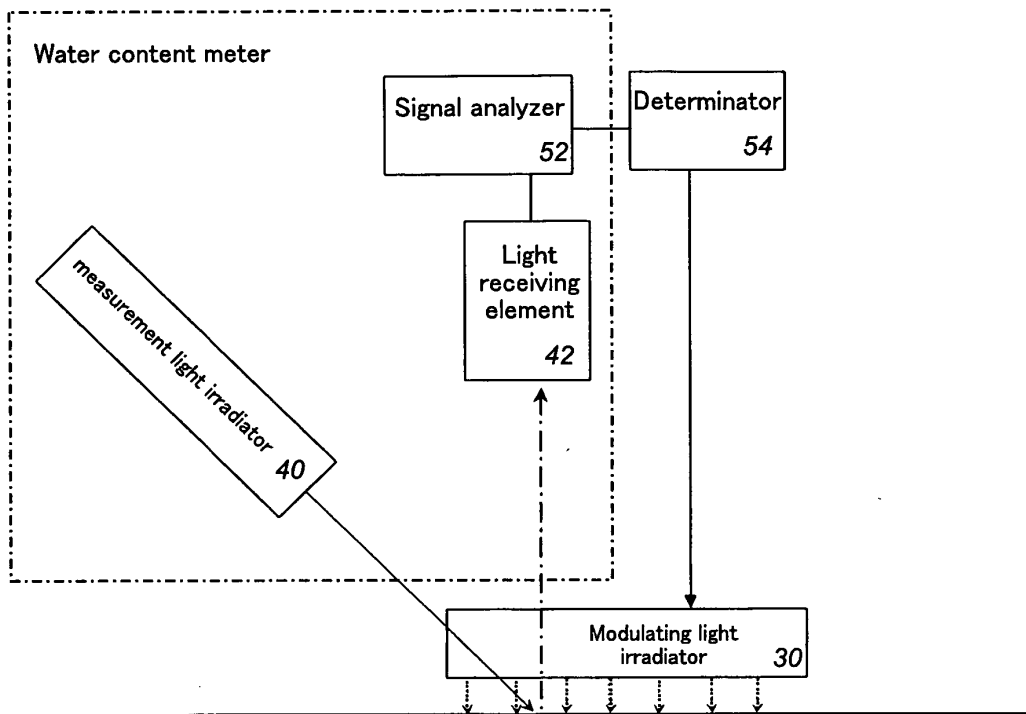 Water content meter
Signal analyzer
52
Determinator
54
Light
receiving
element
42
measurement light irradiator
40
Modulating light
irradiator
30